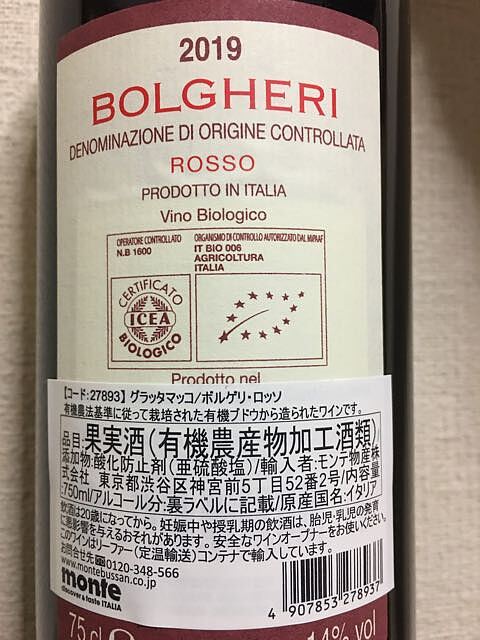 2019
BOLGHERI
DENOMINAZIONE DI ORIGINE CONTROLLATA
ROSSO
PRODOTTO IN ITALIA
Vino Biologico
OPERATORE CONTROLLATO
N.B 1600
ORGANISMO DI CONTROLLO AUTORIZZATO DAL MIPAAF
IT BIO 006
AGRICOLTURA
ITALIA
CERTIFICATO
ICEA
BIOLOGICO
Prodotto nel
【コード:27893】グラッタマッコ/ボルゲリ・ロッソ
有機農法基準に従って栽培された有機ブドウから造られたワインです。
品目:果実酒(有機農産物加工酒類)
添加物:酸化防止剤(亜硫酸塩)/輸入者:モンテ物産株
式会社 東京都渋谷区神宮前5丁目52番2号/内容量
:750ml/アルコール分:裏ラベルに記載/原産国名:イタリア
飲酒は20歳になってから。妊娠中や授乳期の飲酒は、胎児・乳児の発育
に悪影響を与えるおそれがあります。安全なワインオープナーをお使いください。
このワインはリーファー(定温輸送)コンテナで輸入しています。
お問合せ先 0120-348-566
www.montebussan.co.jp
monte
discover & taste ITALIA
4 907853 278937
75 cl
14% vol